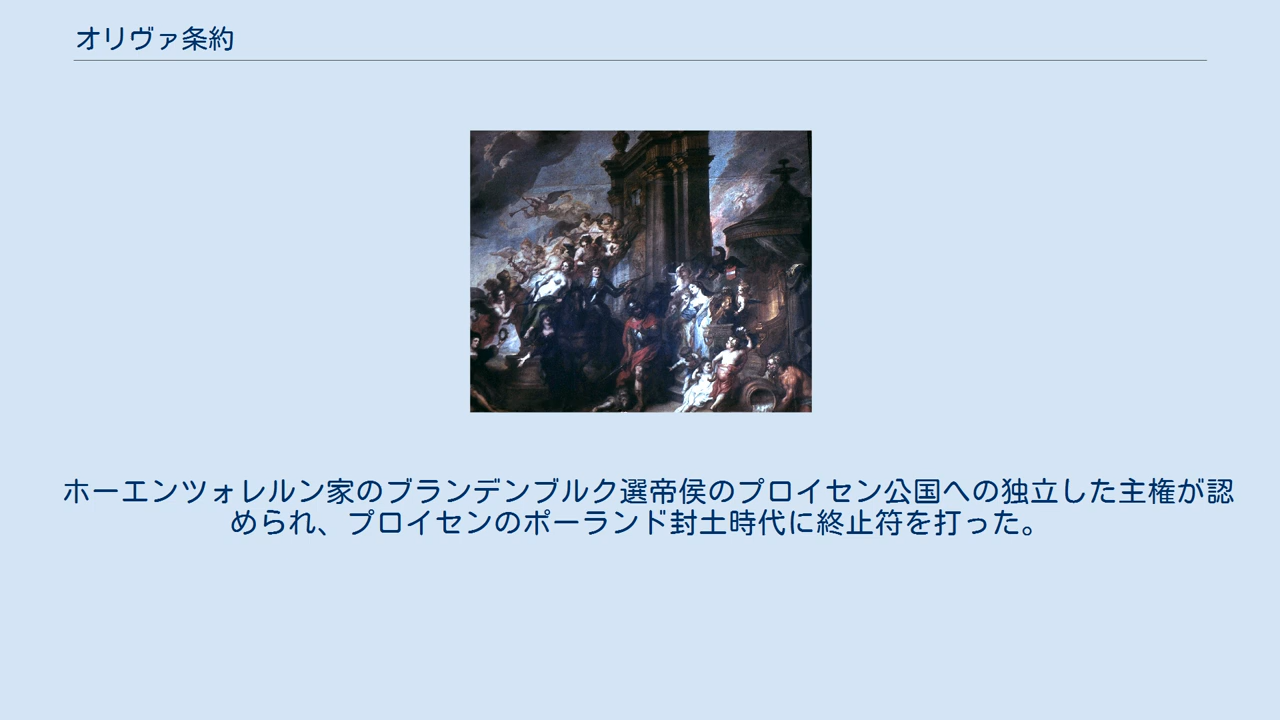 オリヴァ条約
ホーエンツォレルン家のブランデンブルク選帝侯のプロイセン公国への独立した主権が認
められ、プロイセンのポーランド封土時代に終止符を打った。